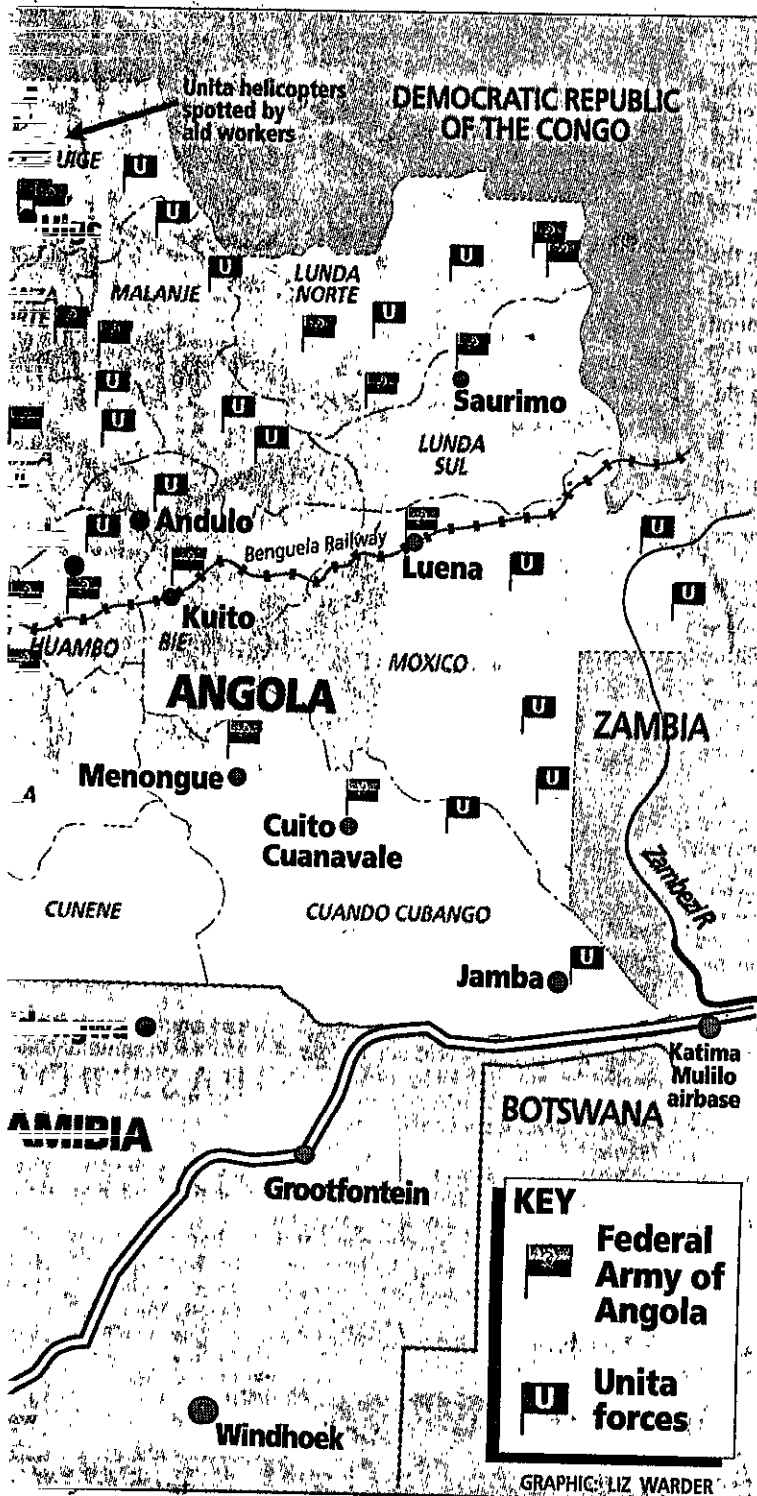 Unita helicopters
spotted by
aid workers
DEMOCRATIC REPUBLIC
OF THE CONGO
UIGE
U
U
U
MALANJE
LUNDA
NORTE
U
U
U
U
U
U
Saurimo
LUNDA
SUL
U
U
Andulo
Benguela Railway
Luena
U
U
U
Kuito
HUAMBO
BIE
MOXICO
ANGOLA
U
ZAMBIA
Menongue
U
U
Cuito
Cuanavale
Zambezi R
CUNENE
CUANDO CUBANGO
Jamba
U
Katima
Mulilo
airbase
AMIBIA
BOTSWANA
Grootfontein
Windhoek
KEY
Federal
Army of
Angola
U
Unita
forces
GRAPHIC: LIZ WARDER